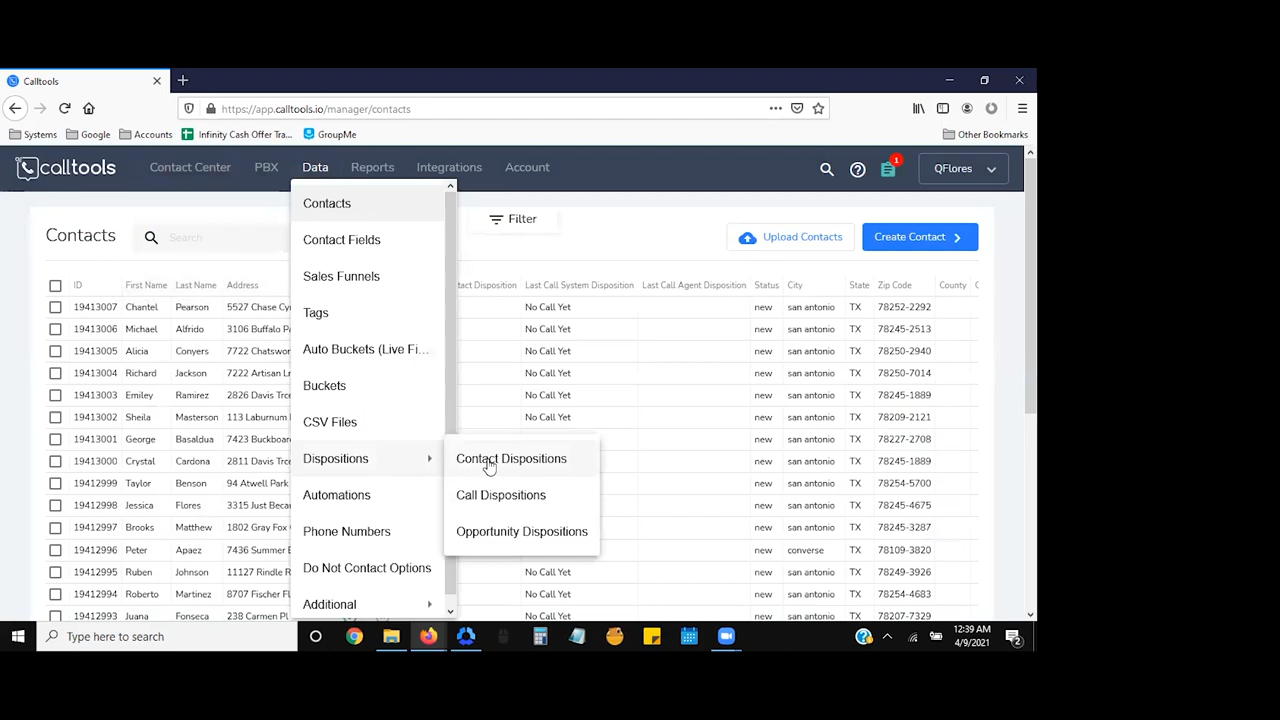 Calltools
https://app.calltools.io/manager/contacts
Systems Google Accounts Infinity Cash Offer Tra... GroupMe Other Bookmarks
calltools Contact Center PBX Data Reports Integrations Account 1 QFlores
Contacts Search Filter Upload Contacts Create Contact
Contacts
Contact Fields
Sales Funnels
Tags
Auto Buckets (Live Fi...
Buckets
CSV Files
Dispositions
Automations
Phone Numbers
Do Not Contact Options
Additional
Contact Dispositions
Call Dispositions
Opportunity Dispositions
ID First Name Last Name Address Disposition Last Call System Disposition Last Call Agent Disposition Status City State Zip Code County
19413007 Chantel Pearson 5527 Chase No Call Yet new san antonio TX 78252-2292
19413006 Michael Alfrido 3106 Buffalo No Call Yet new san antonio TX 78245-2513
19413005 Alicia Conyers 7722 No Call Yet new san antonio TX 78250-2940
19413004 Richard Jackson 7222 Artisan No Call Yet new san antonio TX 78250-7014
19413003 Emiley Ramirez 2826 Davis No Call Yet new san antonio TX 78245-1889
19413002 Sheila Masterson 113 Laburnum No Call Yet new san antonio TX 78209-2121
19413001 George Basaldua 7423 new san antonio TX 78227-2708
19413000 Crystal Cardona 2811 Davis new san antonio TX 78245-1889
19412999 Taylor Benson 94 Atwell Park new san antonio TX 78254-5700
19412998 Jessica Flores 3315 Just new san antonio TX 78245-4675
19412997 Brooks Matthew 1802 Gray Fox new san antonio TX 78245-3287
19412996 Peter Apaez 7436 Summer new converse TX 78109-3820
19412995 Ruben Johnson 11127 Rindle No Call Yet new san antonio TX 78249-3926
19412994 Roberto Martinez 8707 Fischer No Call Yet new san antonio TX 78254-4683
19412993 Juana Fonseca 238 Carmen No Call Yet new san antonio TX 78207-7329
Type here to search
12:39 AM
4/9/2021
2